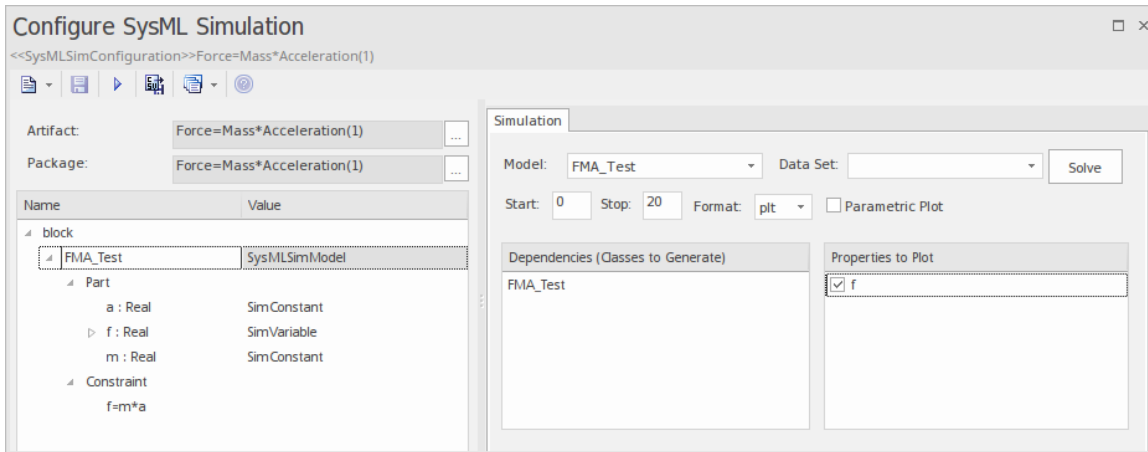 Configure SysML Simulation
<<SysMLSimConfiguration>>Force=Mass*Acceleration(1)
Artifact: Force=Mass*Acceleration(1) ...
Package: Force=Mass*Acceleration(1) ...
Name Value
block
FMA_Test SysMLSimModel
Part
a : Real SimConstant
f : Real SimVariable
m : Real SimConstant
Constraint
f=m*a
Simulation
Model: FMA_Test Data Set: Solve
Start: 0 Stop: 20 Format: plt Parametric Plot
Dependencies (Classes to Generate) Properties to Plot
FMA_Test f